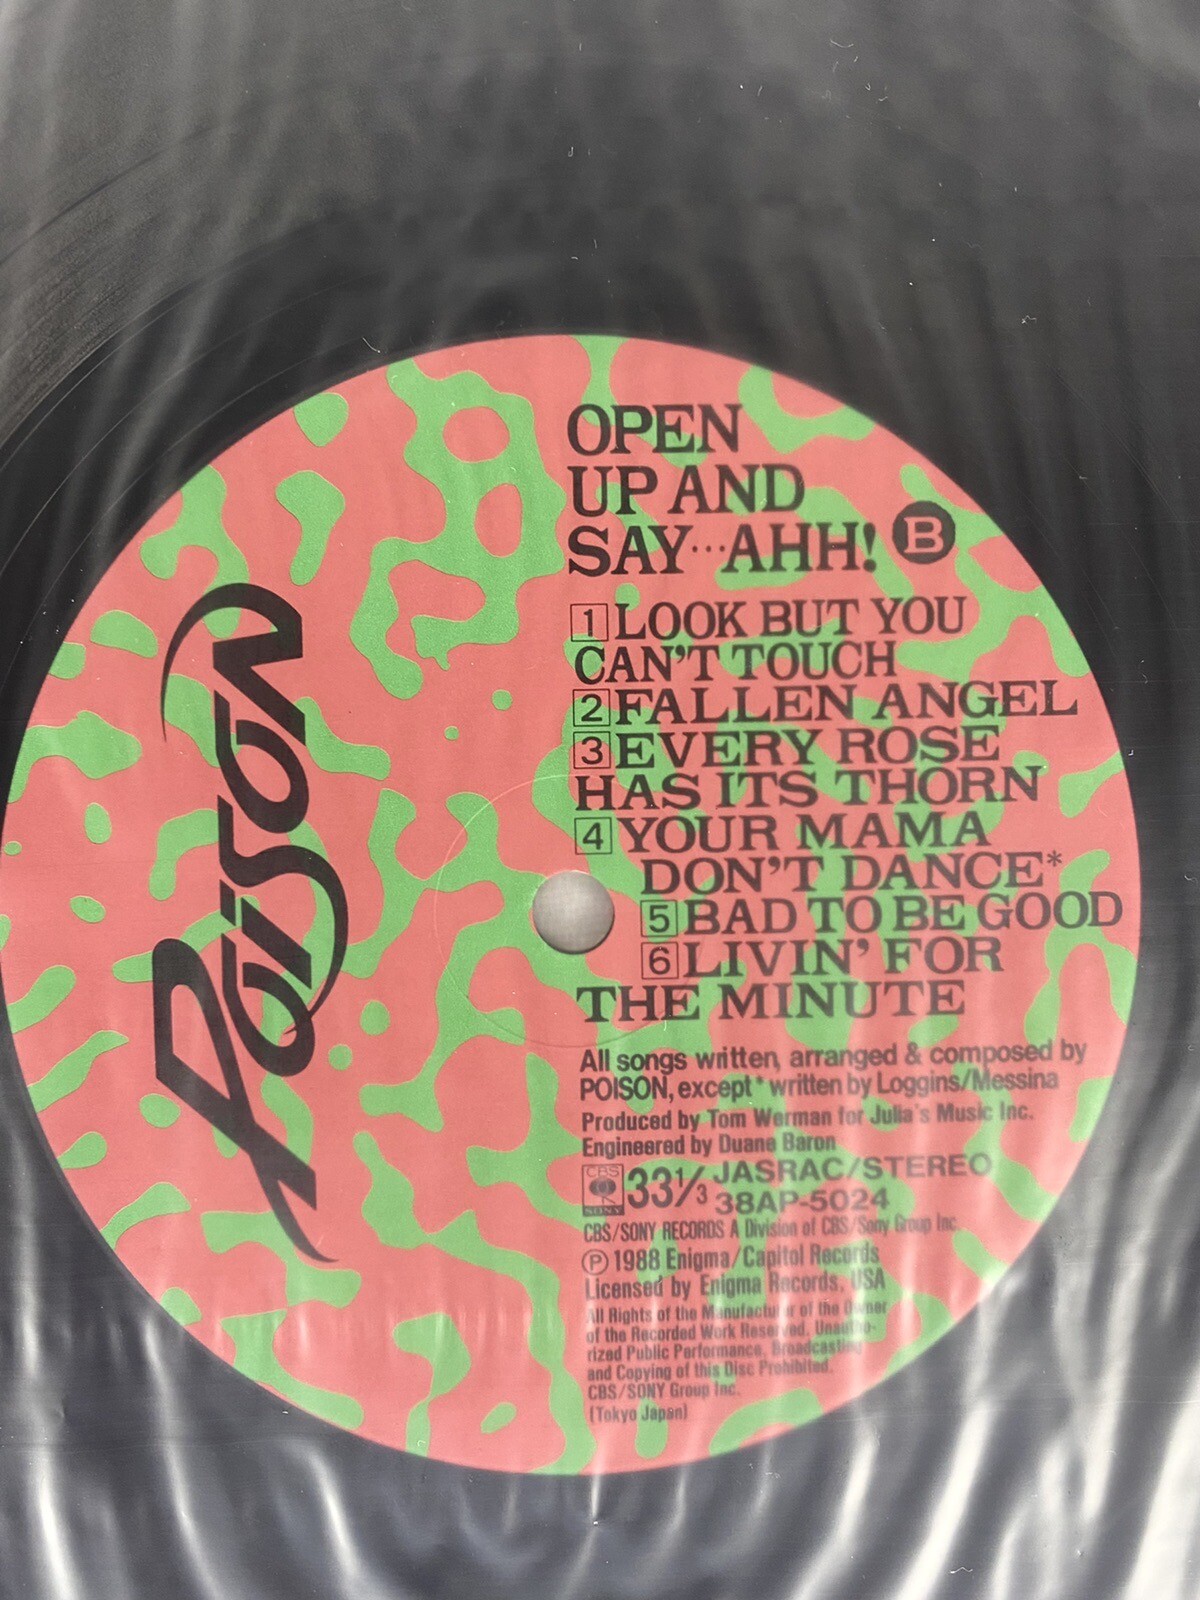 POISON
OPEN
UP AND
SAY···AHH! B
1 LOOK BUT YOU
CAN'T TOUCH
2 FALLEN ANGEL
3 EVERY ROSE
HAS ITS THORN
4 YOUR MAMA
DON'T DANCE*
5 BAD TO BE GOOD
6 LIVIN' FOR
THE MINUTE
All songs written, arranged & composed by
POISON, except * written by Loggins/Messina
Produced by Tom Werman for Julia's Music Inc.
Engineered by Duane Baron
CBS SONY 33⅓ JASRAC/STEREO
38AP-5024
CBS/SONY RECORDS A Division of CBS/Sony Group Inc.
Ⓟ 1988 Enigma/Capitol Records
Licensed by Enigma Records, USA
All Rights of the Manufacturer of the Owner
of the Recorded Work Reserved. Unautho-
rized Public Performance, Broadcasting
and Copying of this Disc Prohibited.
CBS/SONY Group Inc.
(Tokyo Japan)